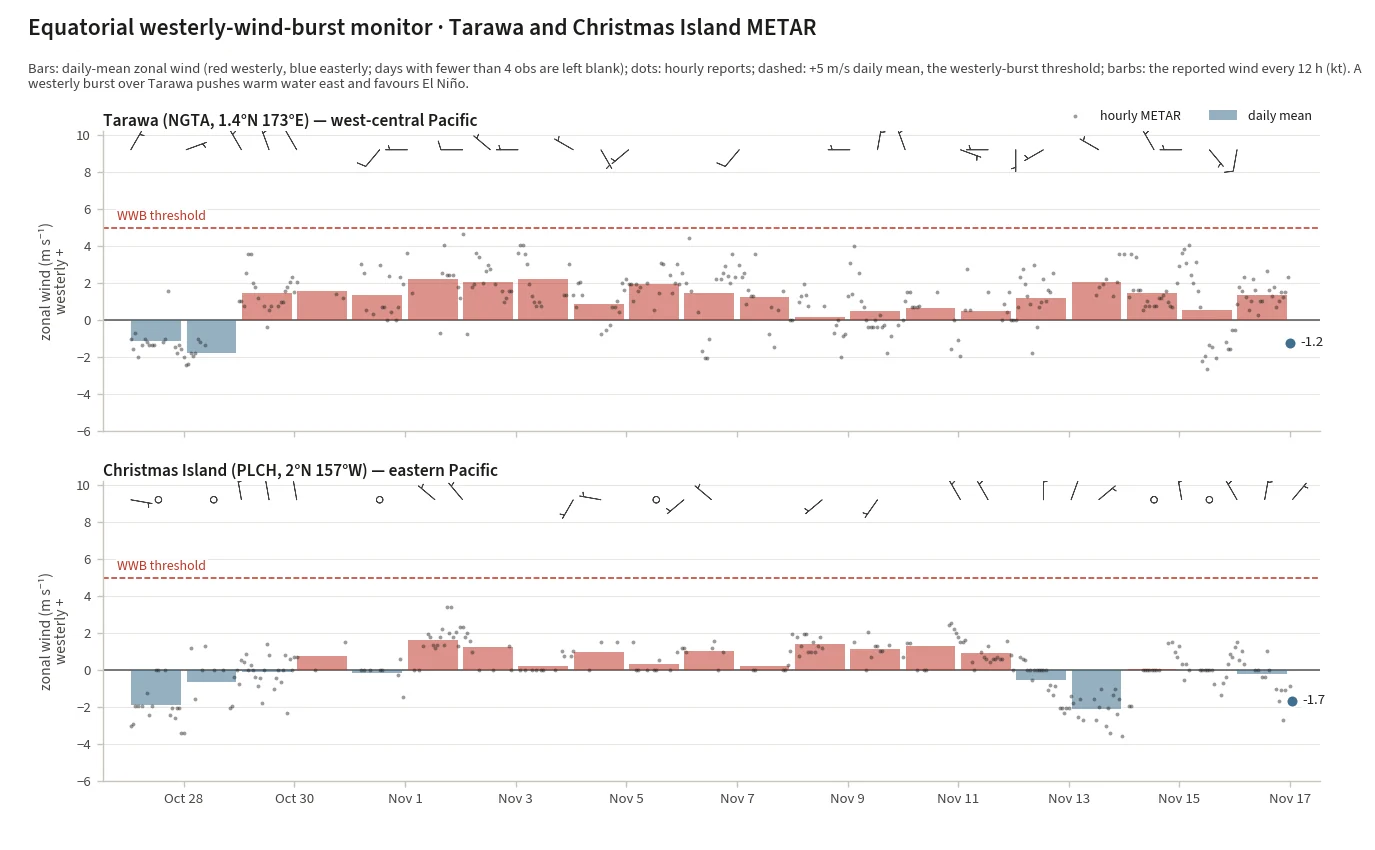 Equatorial westerly-wind-burst monitor · Tarawa and Christmas Island METAR
Bars: daily-mean zonal wind (red westerly, blue easterly; days with fewer than 4 obs are left blank); dots: hourly reports; dashed: +5 m/s daily mean, the westerly-burst threshold; barbs: the reported wind every 12 h (kt). A
westerly burst over Tarawa pushes warm water east and favours El Niño.
Tarawa (NGTA, 1.4°N 173°E) — west-central Pacific
hourly METAR
daily mean
10
8
6
4
2
0
−2
−4
−6
zonal wind (m s⁻¹)
westerly +
WWB threshold
-1.2
Christmas Island (PLCH, 2°N 157°W) — eastern Pacific
10
8
6
4
2
0
−2
−4
−6
zonal wind (m s⁻¹)
westerly +
WWB threshold
-1.7
Oct 28
Oct 30
Nov 1
Nov 3
Nov 5
Nov 7
Nov 9
Nov 11
Nov 13
Nov 15
Nov 17